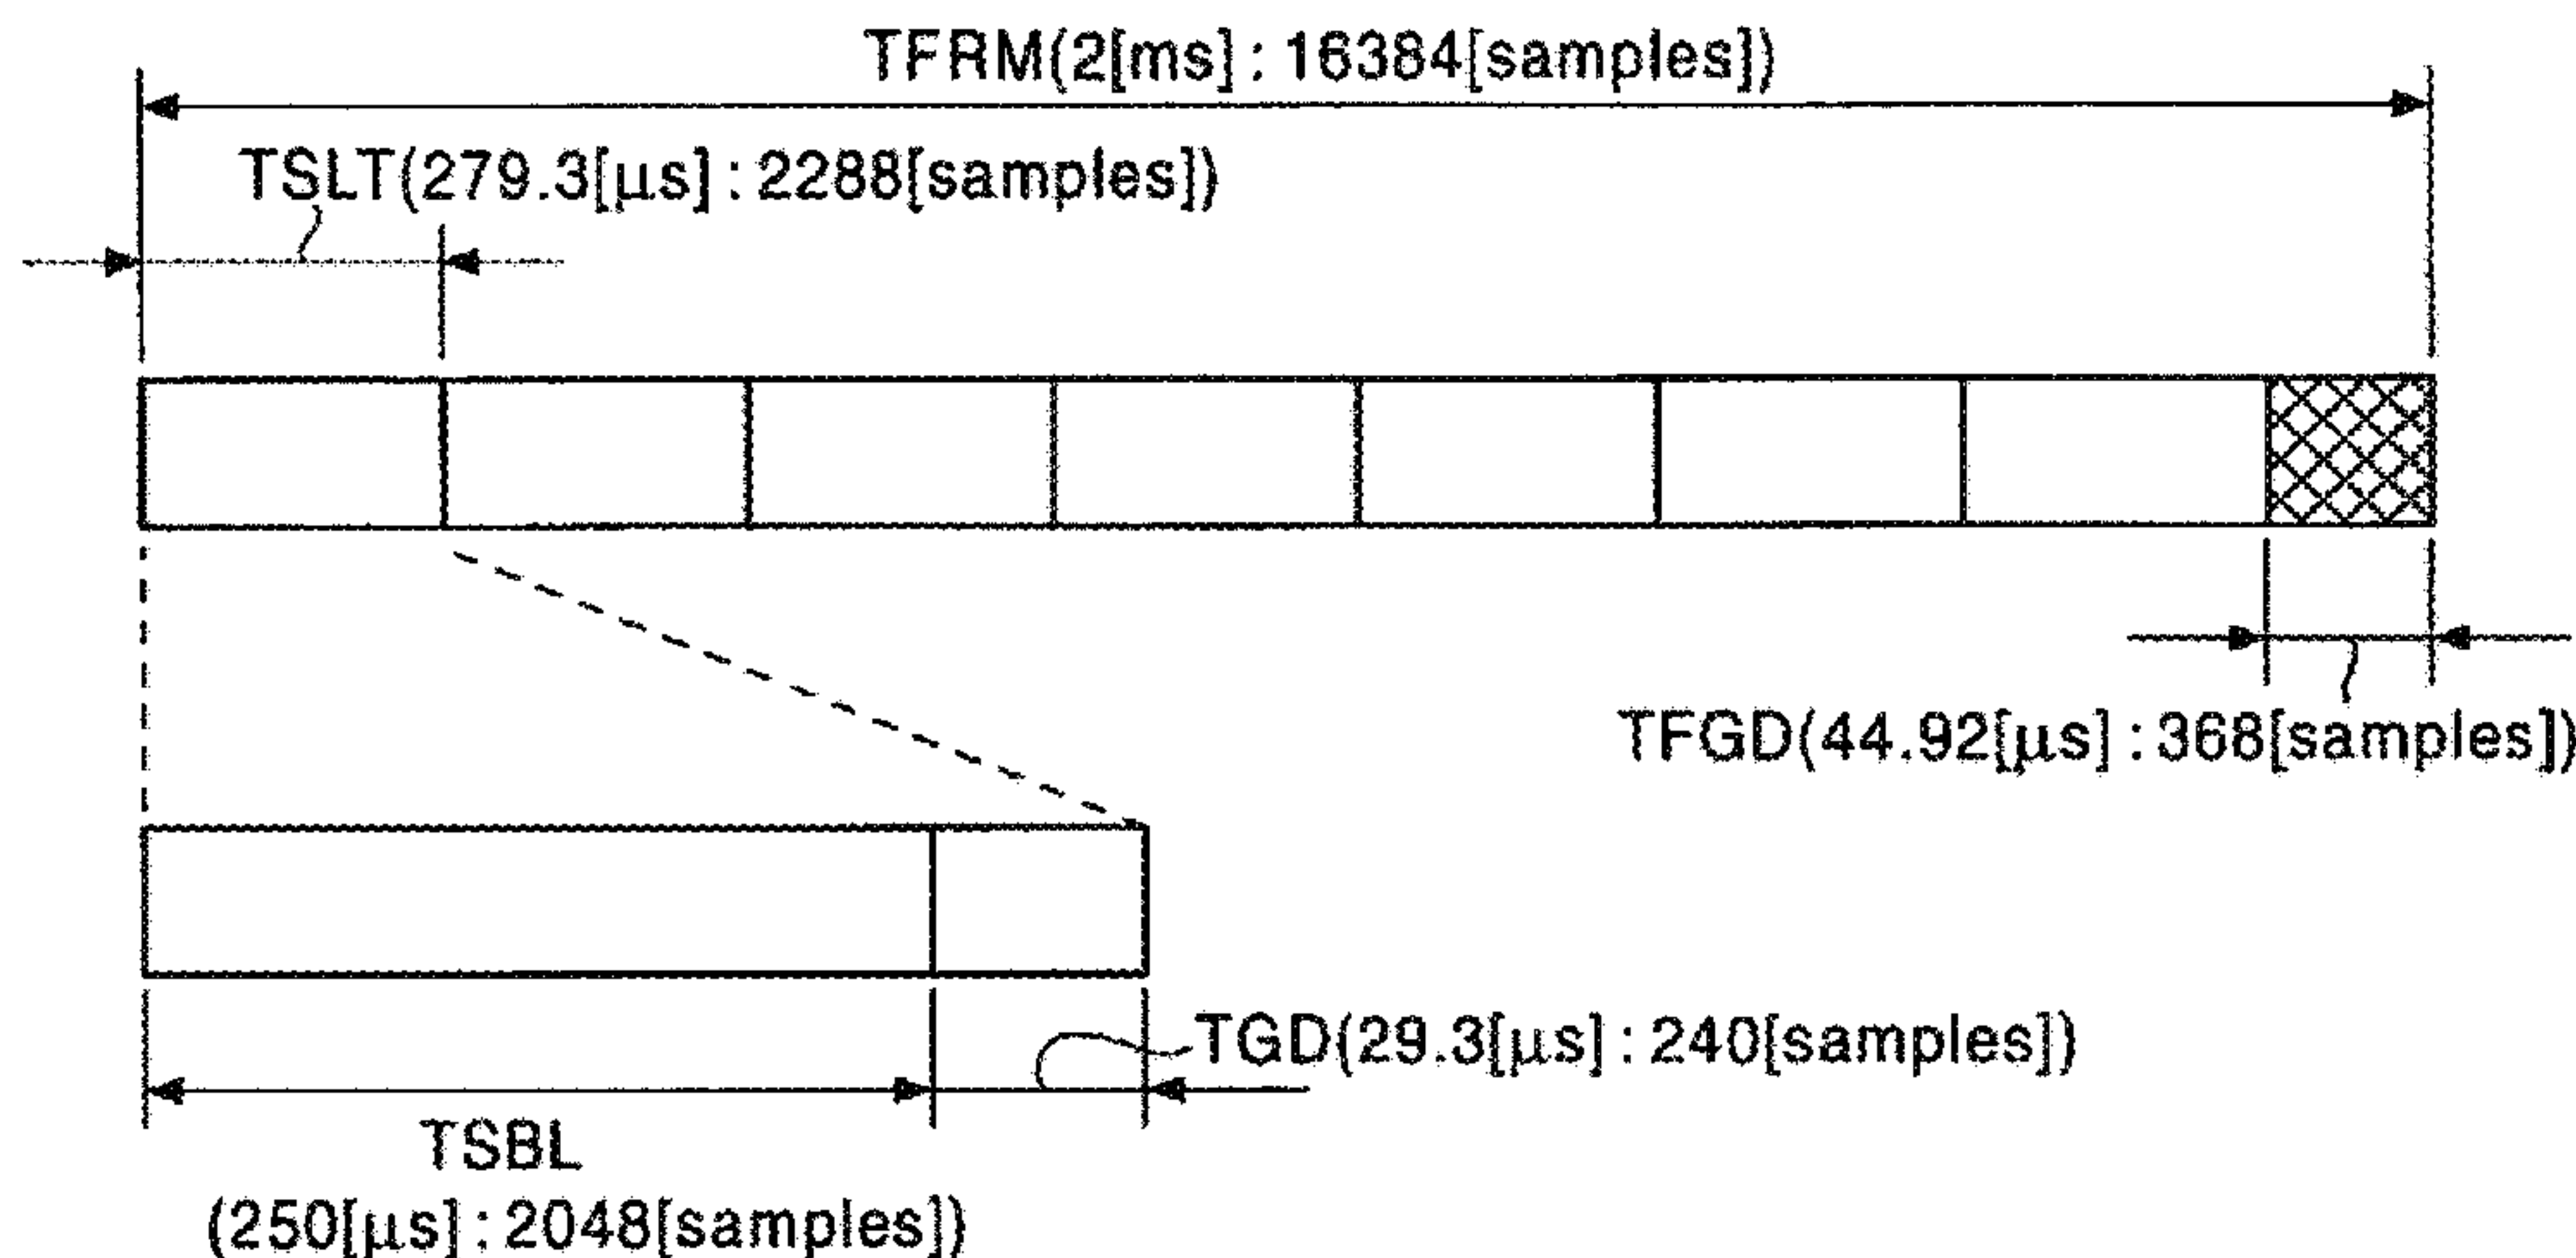 TFRM(2[ms] : 16384[samples])
TSLT(279.3[µs] : 2288[samples])
TFGD(44.92[µs] : 368[samples])
TGD(29.3[µs] : 240[samples])
TSBL
(250[µs] : 2048[samples])